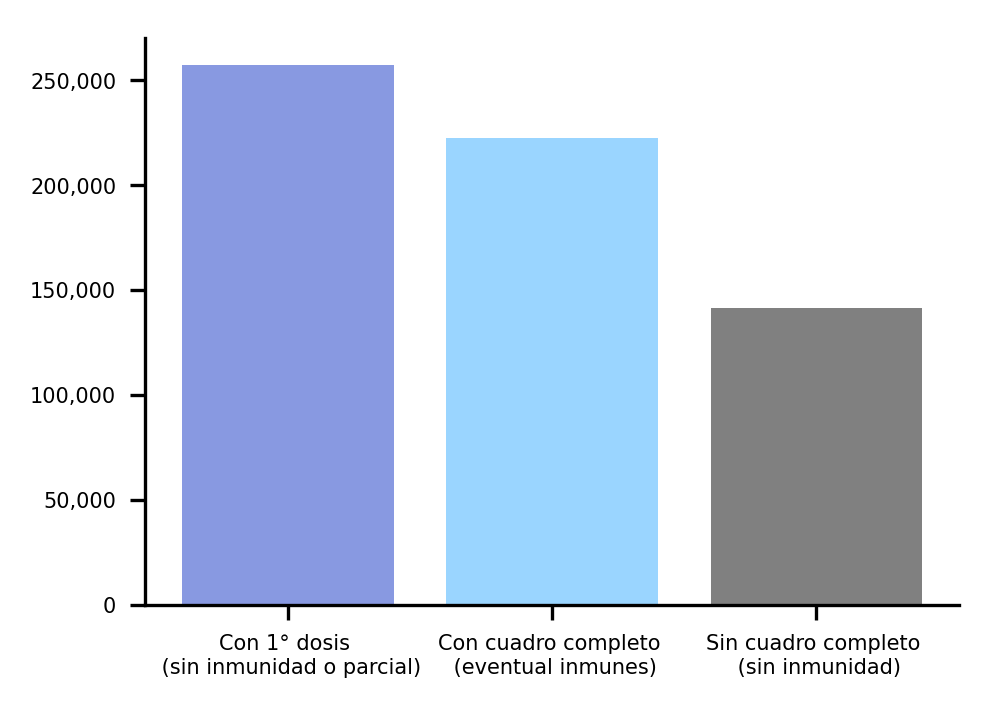 250,000
200,000
150,000
100,000
50,000
0
Con 1° dosis
(sin inmunidad o parcial)
Con cuadro completo
(eventual inmunes)
Sin cuadro completo
(sin inmunidad)